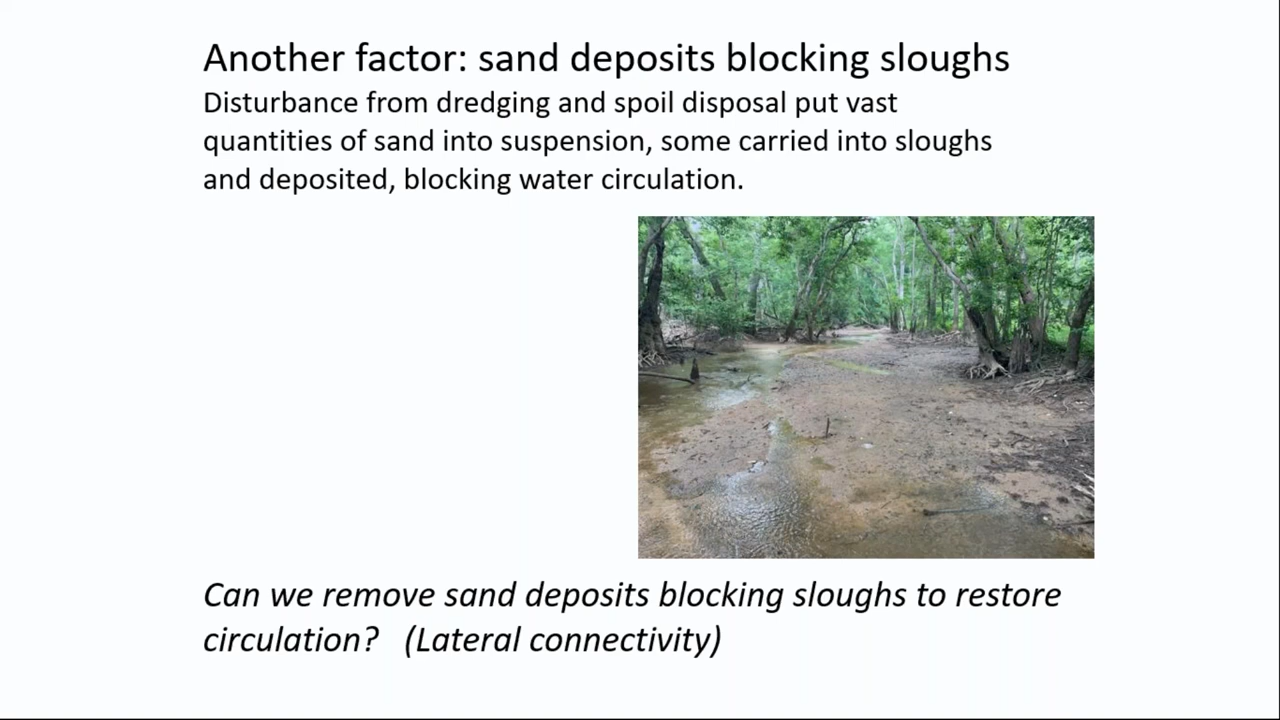 Another factor: sand deposits blocking sloughs
Disturbance from dredging and spoil disposal put vast
quantities of sand into suspension, some carried into sloughs
and deposited, blocking water circulation.
Can we remove sand deposits blocking sloughs to restore
circulation? (Lateral connectivity)